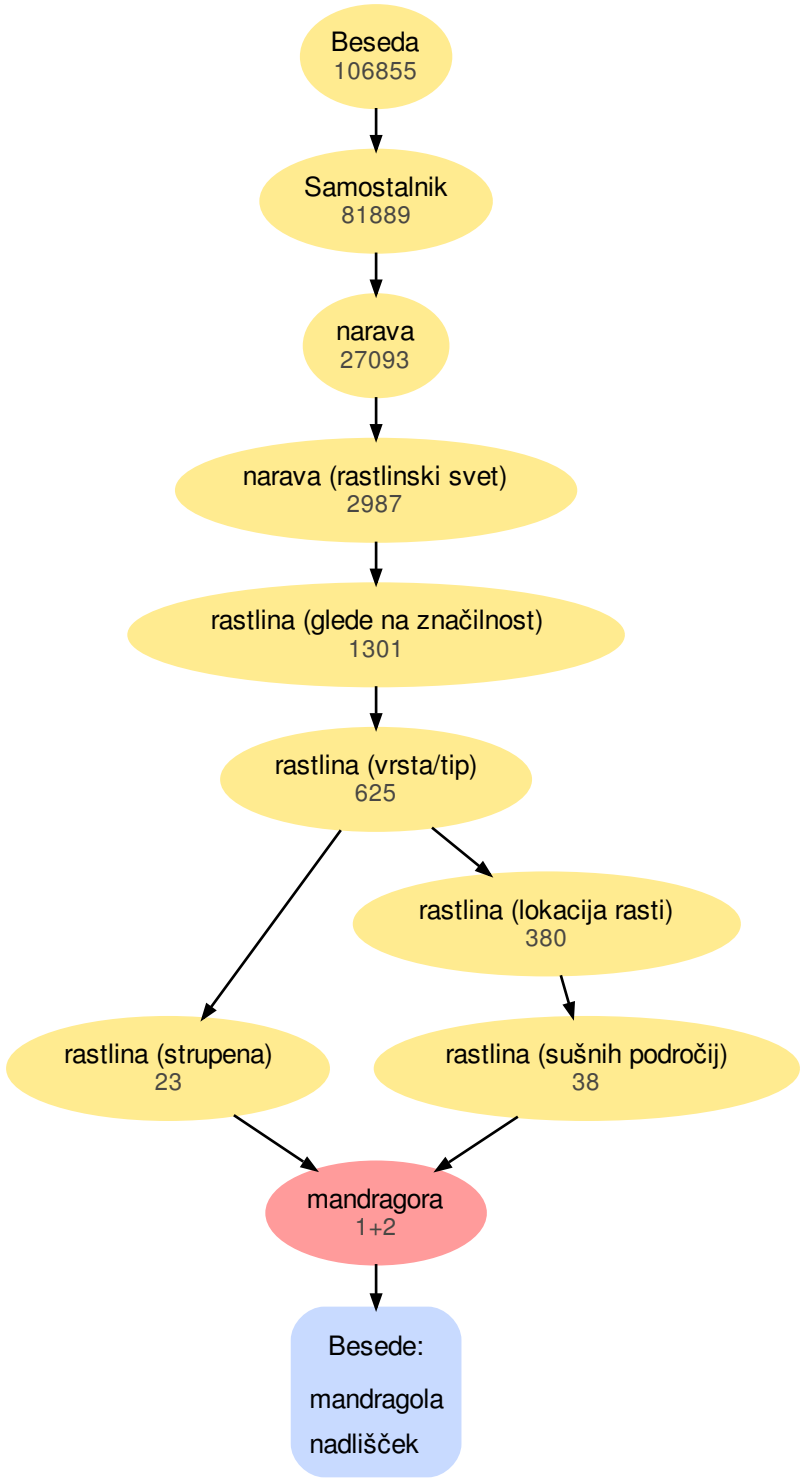 Beseda
106855
Samostalnik
81889
narava
27093
narava (rastlinski svet)
2987
rastlina (glede na značilnost)
1301
rastlina (vrsta/tip)
625
rastlina (lokacija rasti)
380
rastlina (strupena)
23
rastlina (sušnih področij)
38
mandragora
1+2
Besede:
mandragola
nadlišček